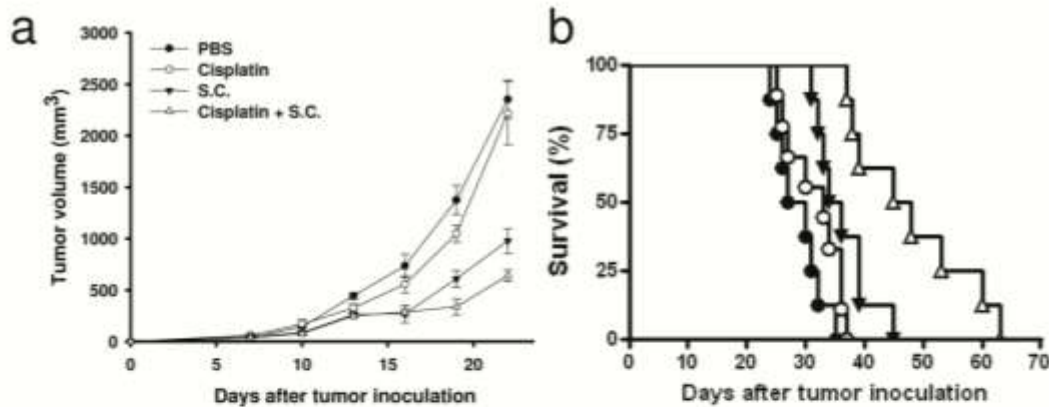 a
Tumor volume (mm³)
3000
2500
2000
1500
1000
500
0
PBS
Cisplatin
S.C.
Cisplatin + S.C.
0 5 10 15 20
Days after tumor inoculation
b
Survival (%)
100
75
50
25
0
0 10 20 30 32 50 60 70
Days after tumor inoculation